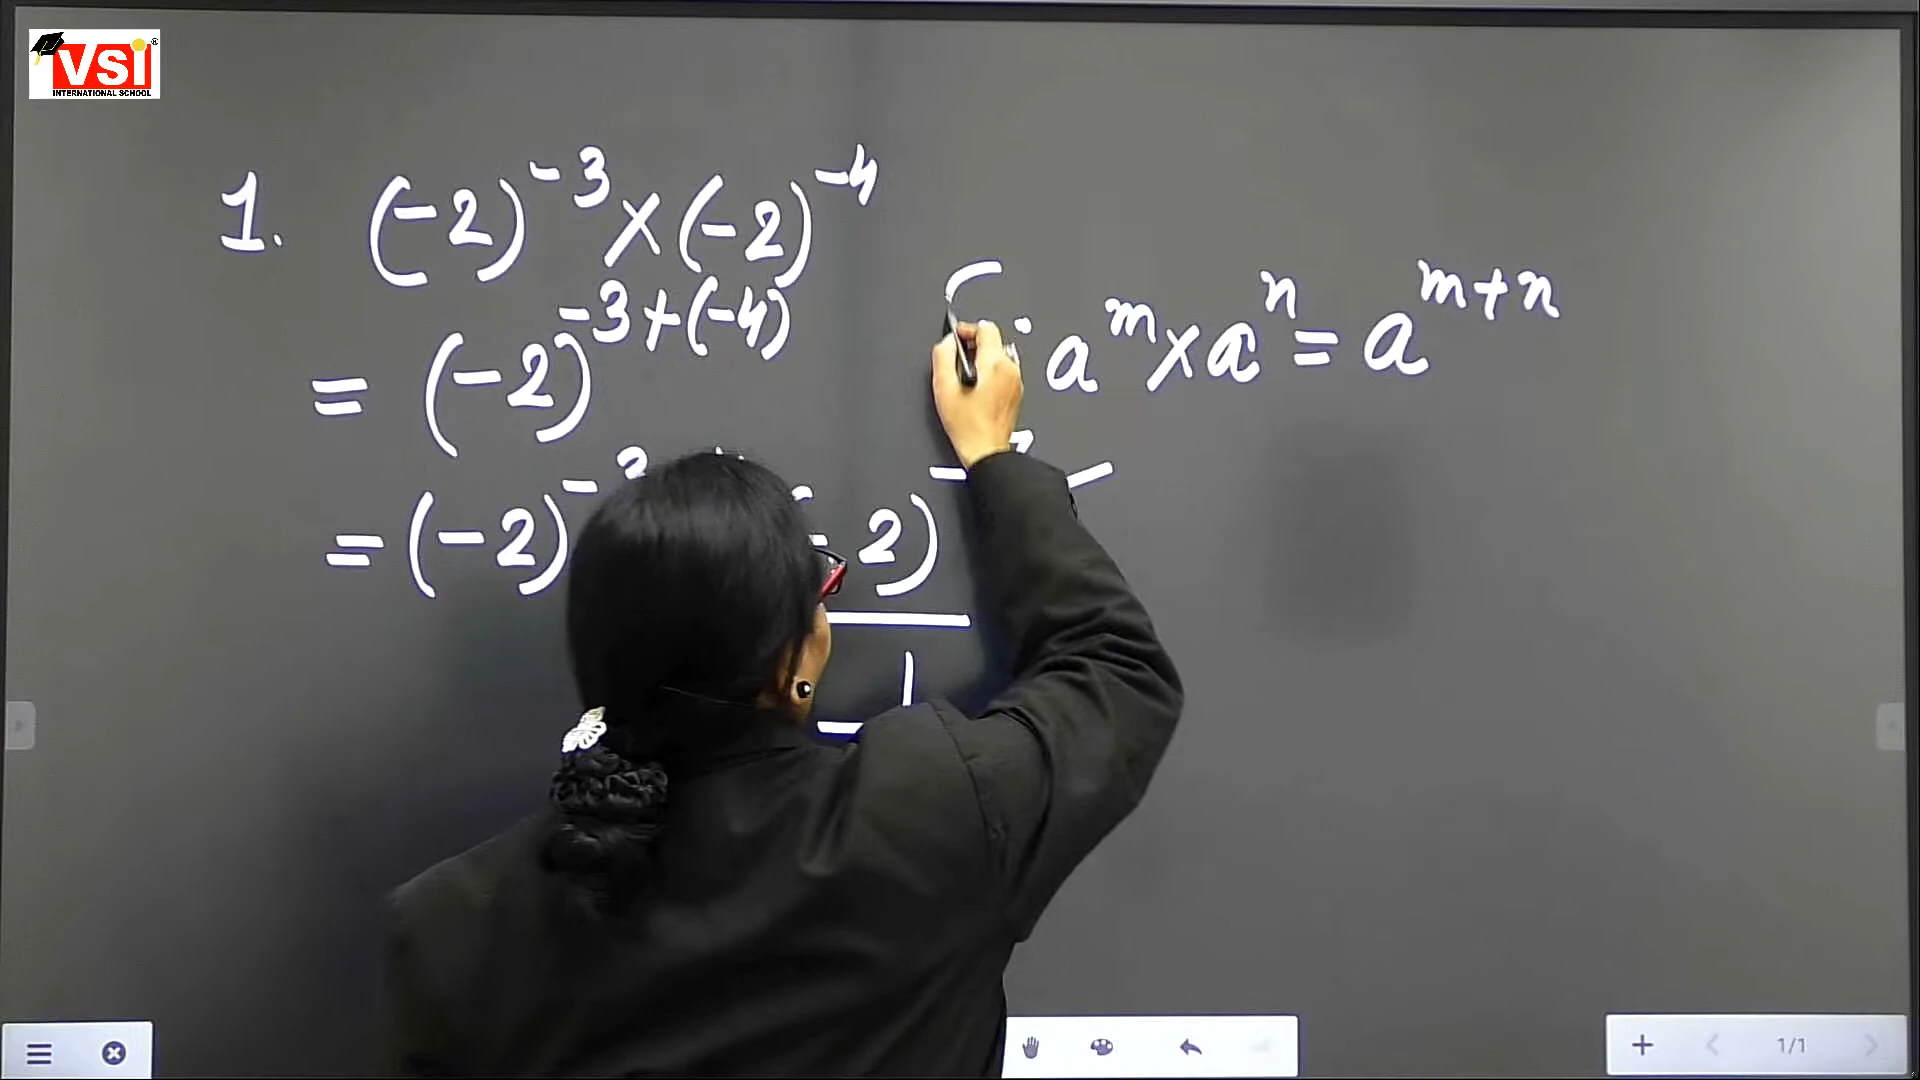 VSI
INTERNATIONAL SCHOOL
1. (-2)^{-3} × (-2)^{-4}
= (-2)^{-3+(-4)}
a^m × a^n = a^{m+n}
= (-2)
2)
1/1